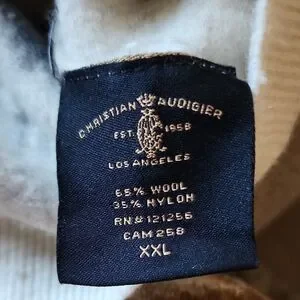 CHRISTIAN AUDIGIER
EST. 1958
LOS ANGELES
65% WOOL
35% NYLON
RN# 121256
CAM 258
XXL